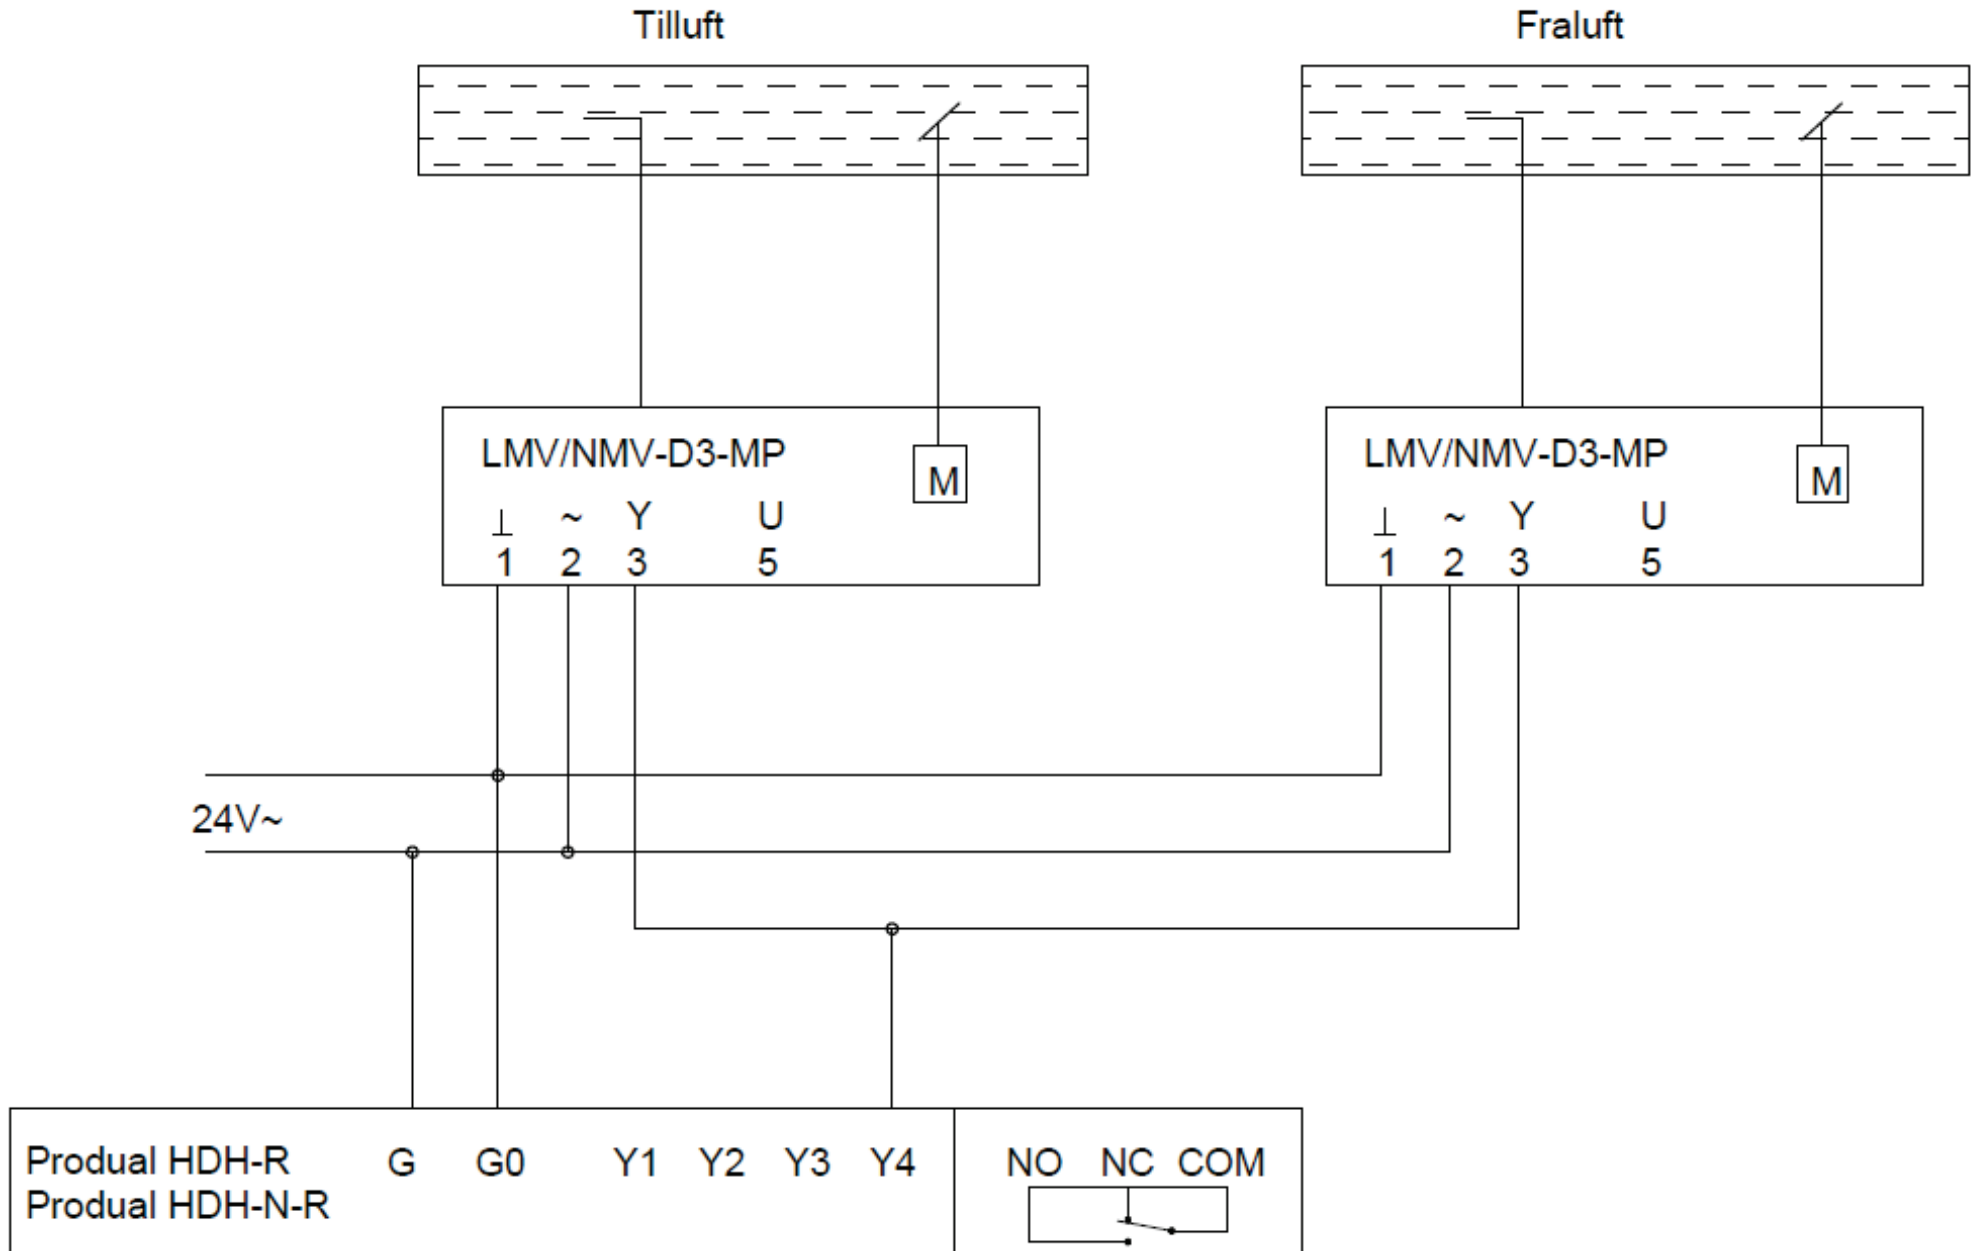 Tilluft Fraluft
LMV/NMV-D3-MP M LMV/NMV-D3-MP M
⊥ ~ Y U ⊥ ~ Y U
1 2 3 5 1 2 3 5
24V~
Produal HDH-R G G0 Y1 Y2 Y3 Y4 NO NC COM
Produal HDH-N-R